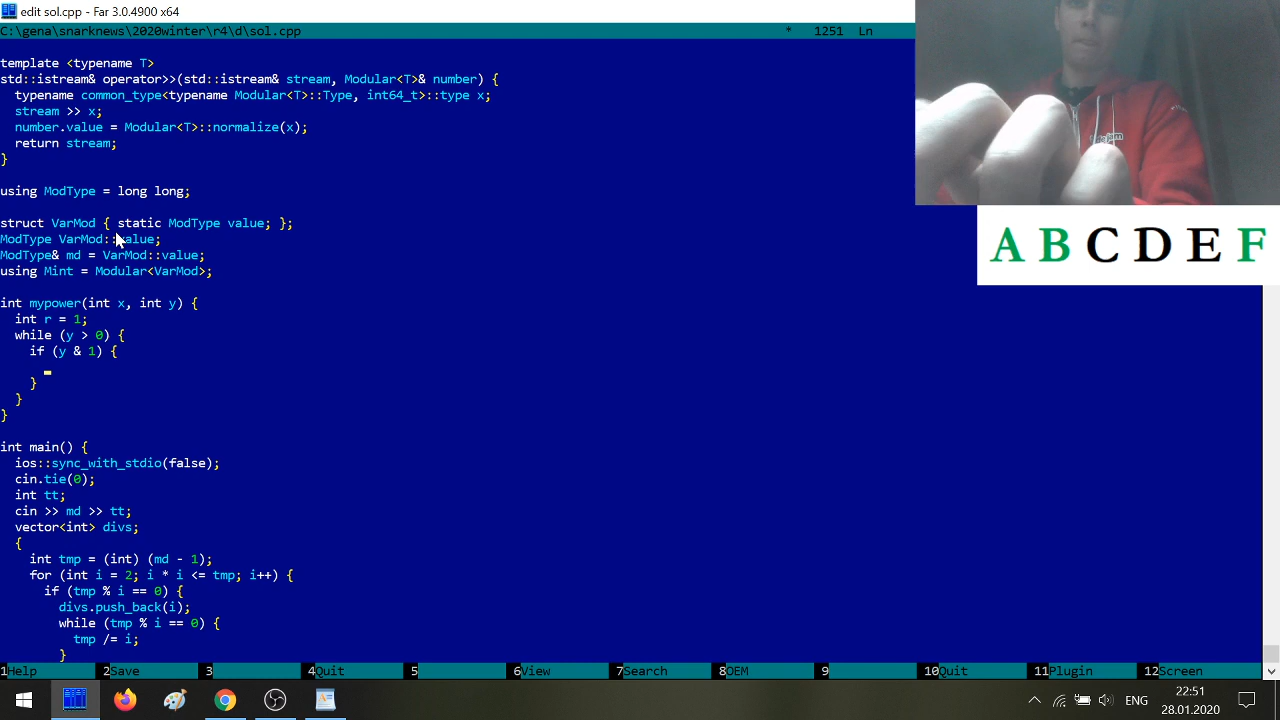 edit sol.cpp - Far 3.0.4900 x64
C:\gena\snarknews\2020winter\r4\d\sol.cpp * 1251 Ln
template <typename T>
std::istream& operator>>(std::istream& stream, Modular<T>& number) {
typename common_type<typename Modular<T>::Type, int64_t>::type x;
stream >> x;
number.value = Modular<T>::normalize(x);
return stream;
}
using ModType = long long;
struct VarMod { static ModType value; };
ModType VarMod::value;
ModType& md = VarMod::value;
using Mint = Modular<VarMod>;
int mypower(int x, int y) {
int r = 1;
while (y > 0) {
if (y & 1) {
}
}
}
int main() {
ios::sync_with_stdio(false);
cin.tie(0);
int tt;
cin >> md >> tt;
vector<int> divs;
{
int tmp = (int) (md - 1);
for (int i = 2; i * i <= tmp; i++) {
if (tmp % i == 0) {
divs.push_back(i);
while (tmp % i == 0) {
tmp /= i;
}
1Help 2Save 3 4Quit 5 6View 7Search 8OEM 9 10Quit 11Plugin 12Screen
A B C D E F
ENG
22:51
28.01.2020